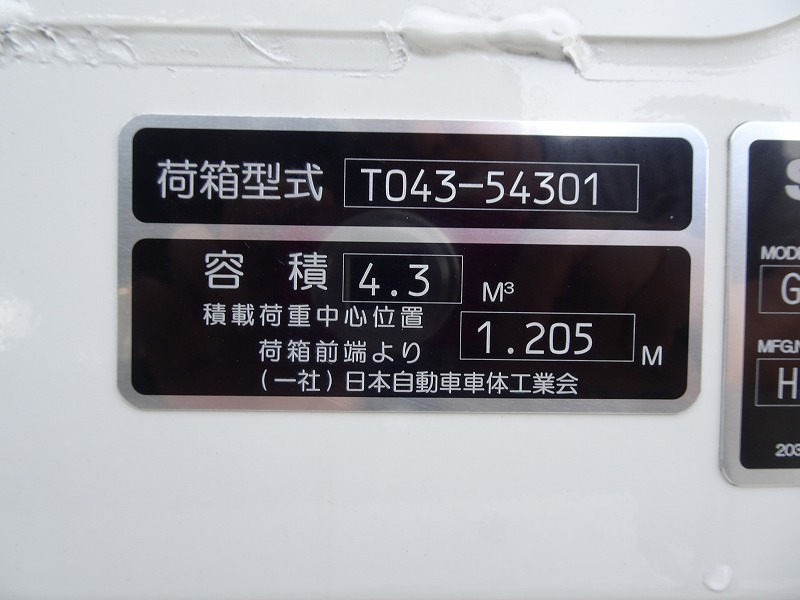 荷箱型式 T043-54301
容 積 4.3 M³
積載荷重中心位置
荷箱前端より 1.205 M
(一社)日本自動車車体工業会
S
MODE
G
MFG.N
H
203